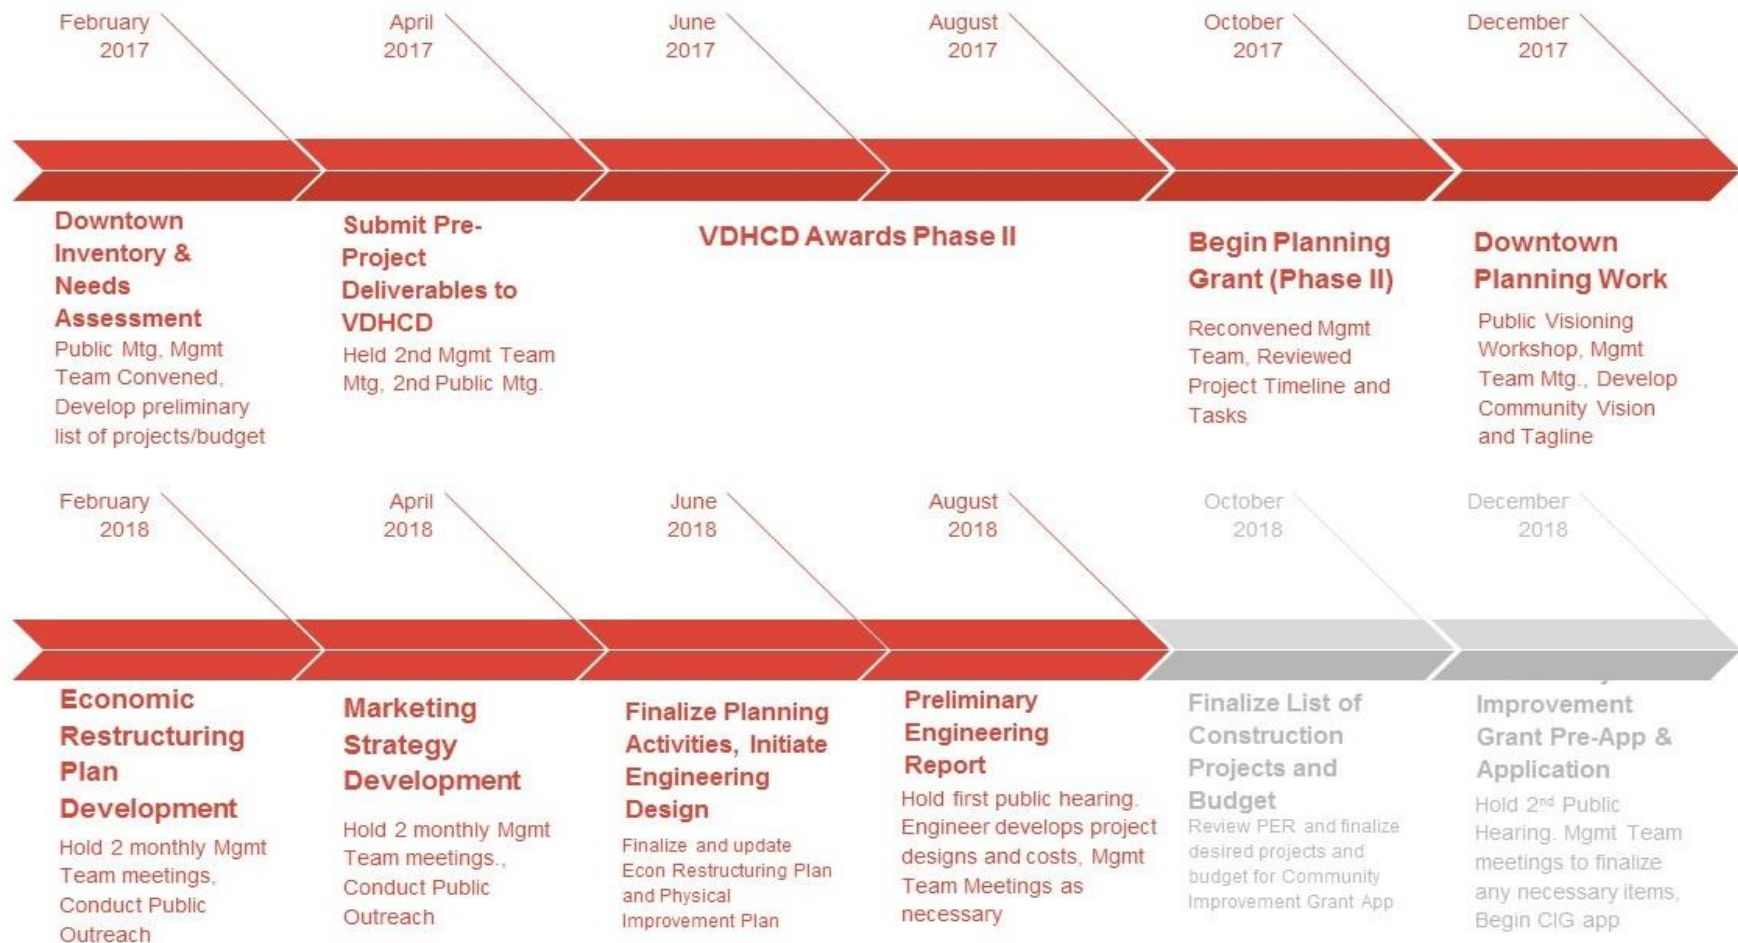 February
2017
April
2017
June
2017
August
2017
October
2017
December
2017
Downtown
Inventory &
Needs
Assessment
Public Mtg, Mgmt
Team Convened,
Develop preliminary
list of projects/budget
Submit Pre-
Project
Deliverables to
VDHCD
Held 2nd Mgmt Team
Mtg, 2nd Public Mtg.
VDHCD Awards Phase II
Begin Planning
Grant (Phase II)
Reconvened Mgmt
Team, Reviewed
Project Timeline and
Tasks
Downtown
Planning Work
Public Visioning
Workshop, Mgmt
Team Mtg., Develop
Community Vision
and Tagline
February
2018
April
2018
June
2018
August
2018
October
2018
December
2018
Economic
Restructuring
Plan
Development
Hold 2 monthly Mgmt
Team meetings,
Conduct Public
Outreach
Marketing
Strategy
Development
Hold 2 monthly Mgmt
Team meetings.,
Conduct Public
Outreach
Finalize Planning
Activities, Initiate
Engineering
Design
Finalize and update
Econ Restructuring Plan
and Physical
Improvement Plan
Preliminary
Engineering
Report
Hold first public hearing.
Engineer develops project
designs and costs, Mgmt
Team Meetings as
necessary
Finalize List of
Construction
Projects and
Budget
Review PER and finalize
desired projects and
budget for Community
Improvement Grant App
Improvement
Grant Pre-App &
Application
Hold 2nd Public
Hearing. Mgmt Team
meetings to finalize
any necessary items,
Begin CIG app